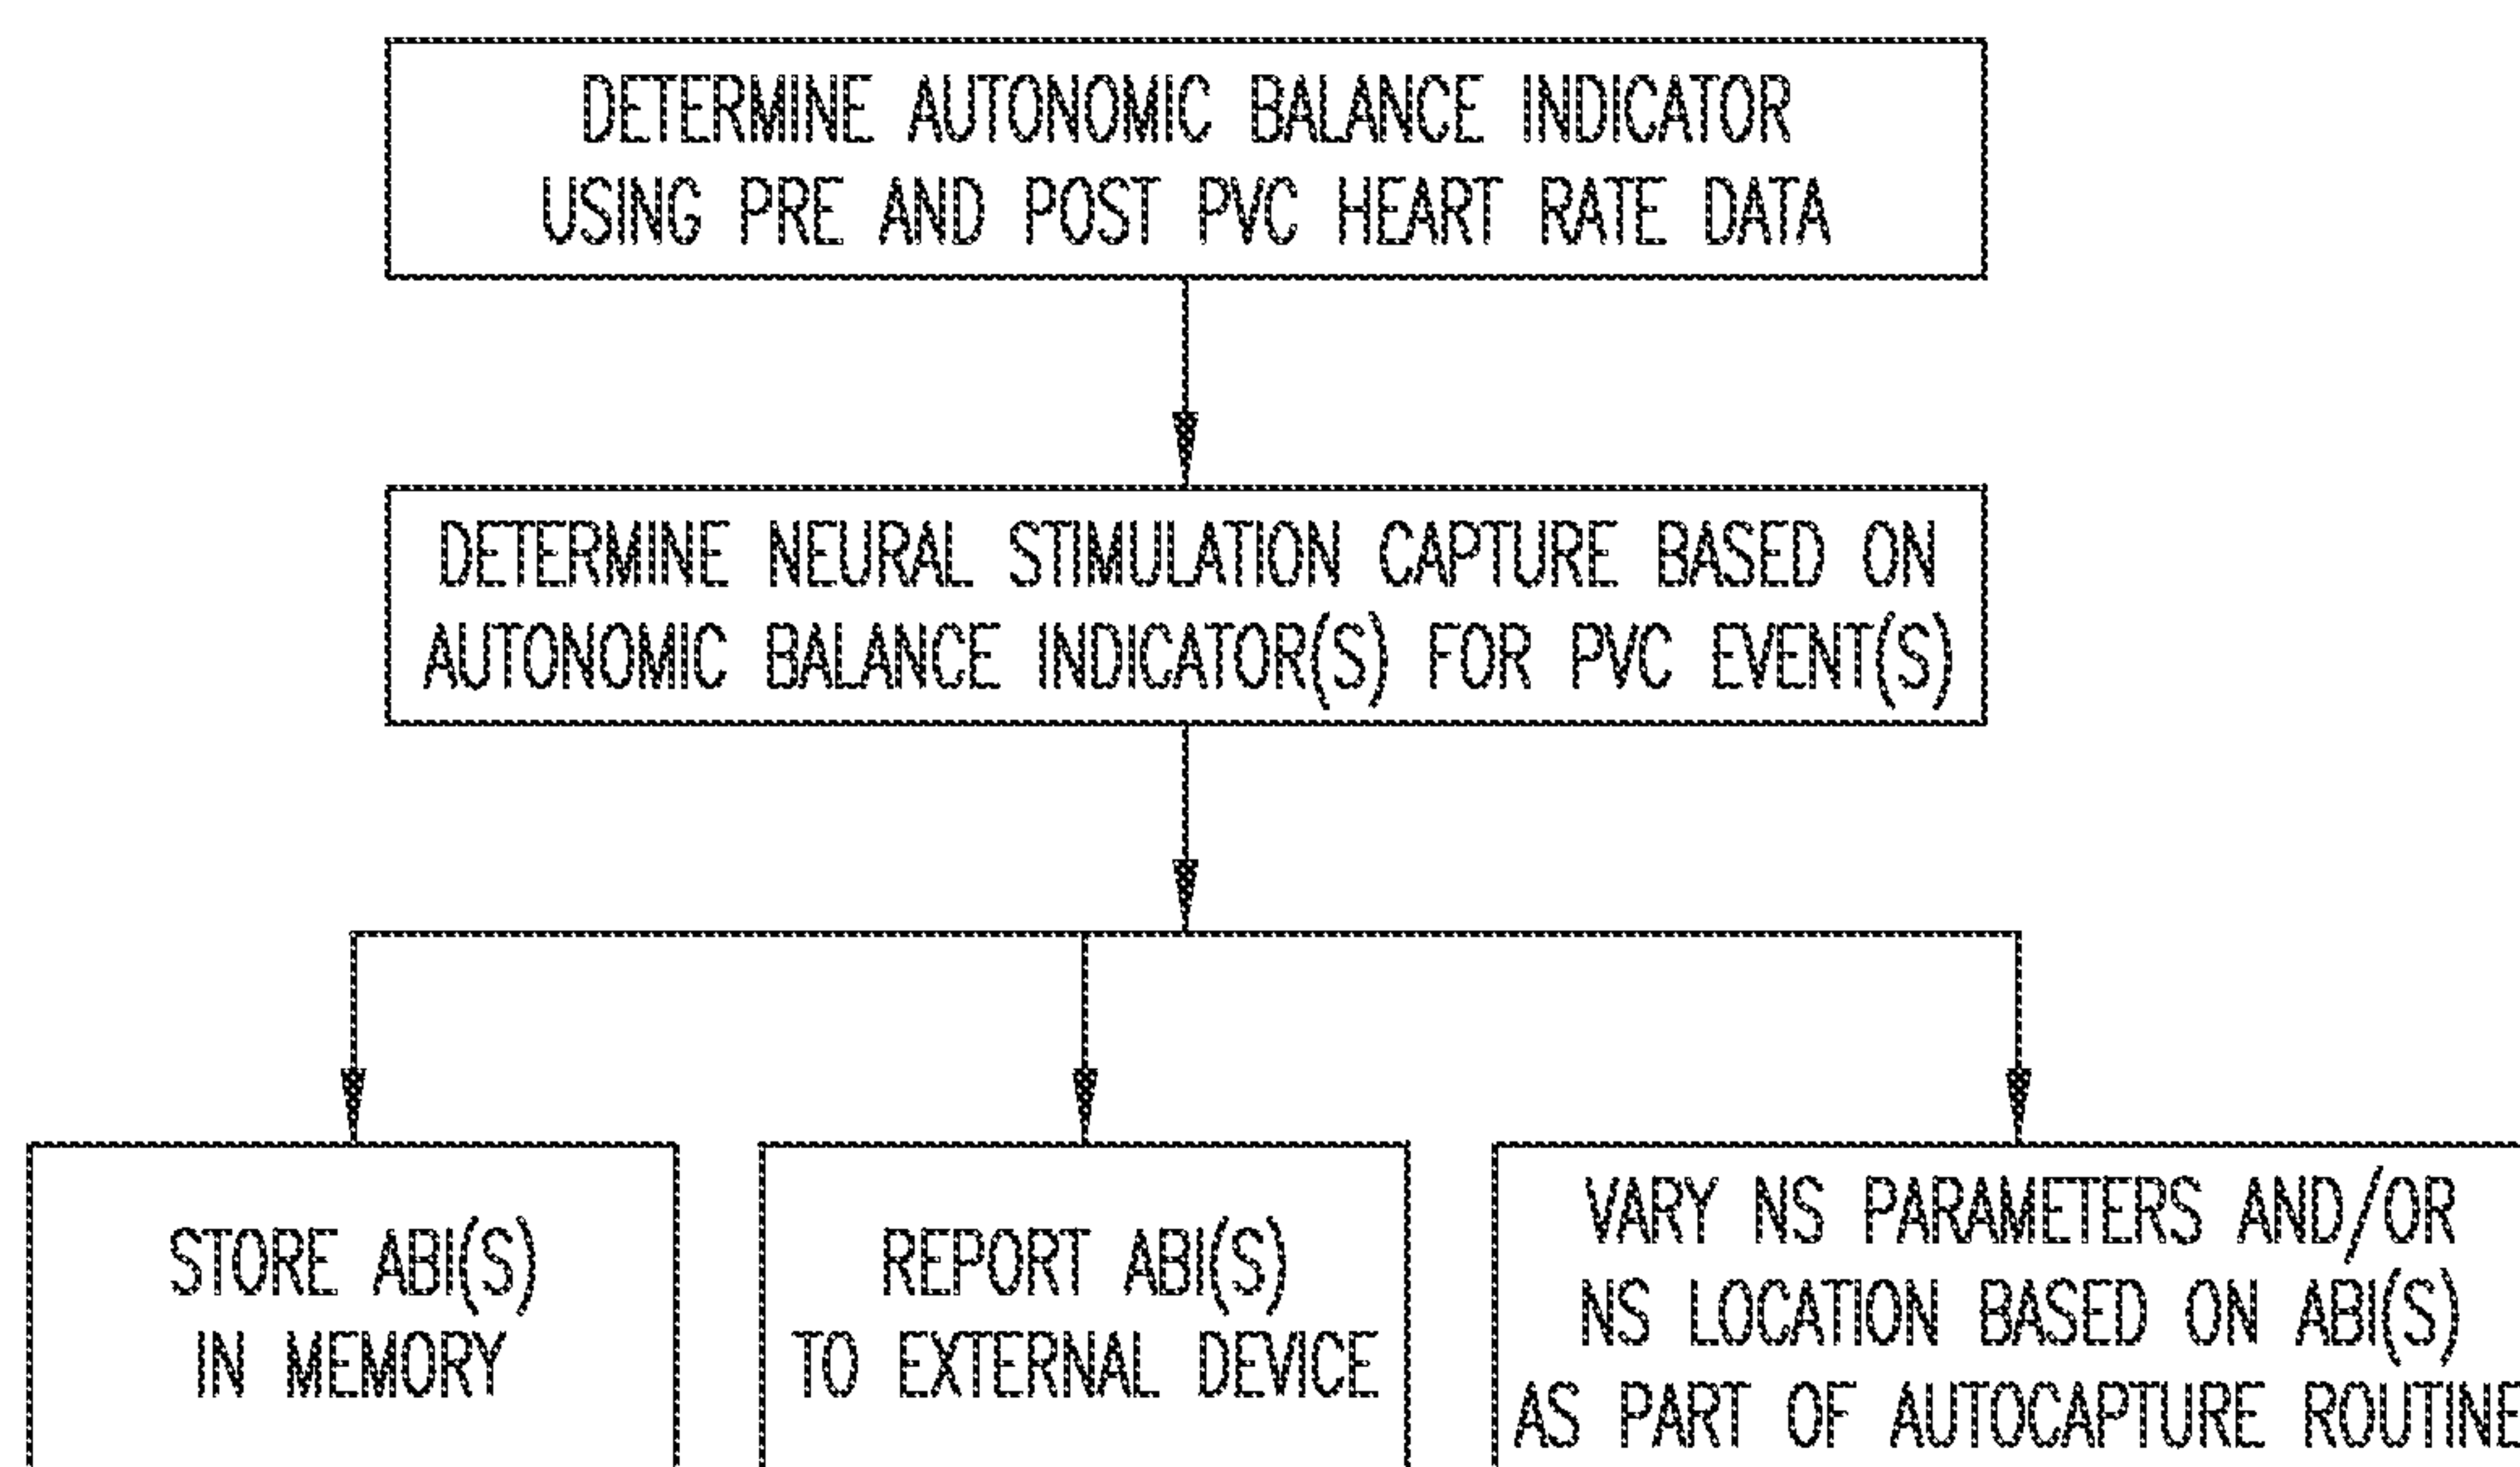 DETERMINE AUTONOMIC BALANCE INDICATOR
USING PRE AND POST PVC HEART RATE DATA
DETERMINE NEURAL STIMULATION CAPTURE BASED ON
AUTONOMIC BALANCE INDICATOR(S) FOR PVC EVENT(S)
STORE ABI(S)
IN MEMORY
REPORT ABI(S)
TO EXTERNAL DEVICE
VARY NS PARAMETERS AND/OR
NS LOCATION BASED ON ABI(S)
AS PART OF AUTOCAPTURE ROUTINE